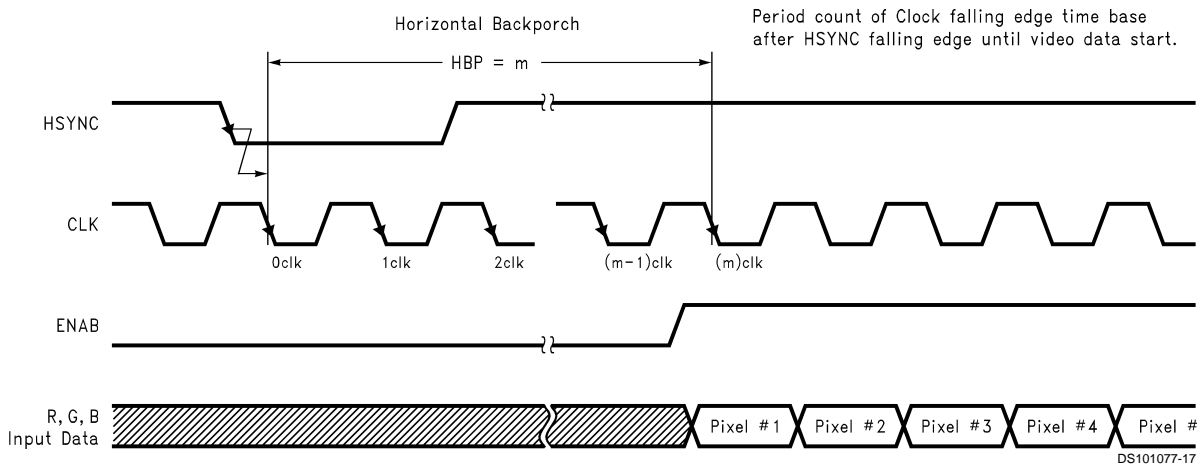 Horizontal Backporch
Period count of Clock falling edge time base
after HSYNC falling edge until video data start.
HBP = m
HSYNC
CLK
0clk 1clk 2clk (m-1)clk (m)clk
ENAB
R, G, B
Input Data
Pixel #1 Pixel #2 Pixel #3 Pixel #4 Pixel #
DS101077-17